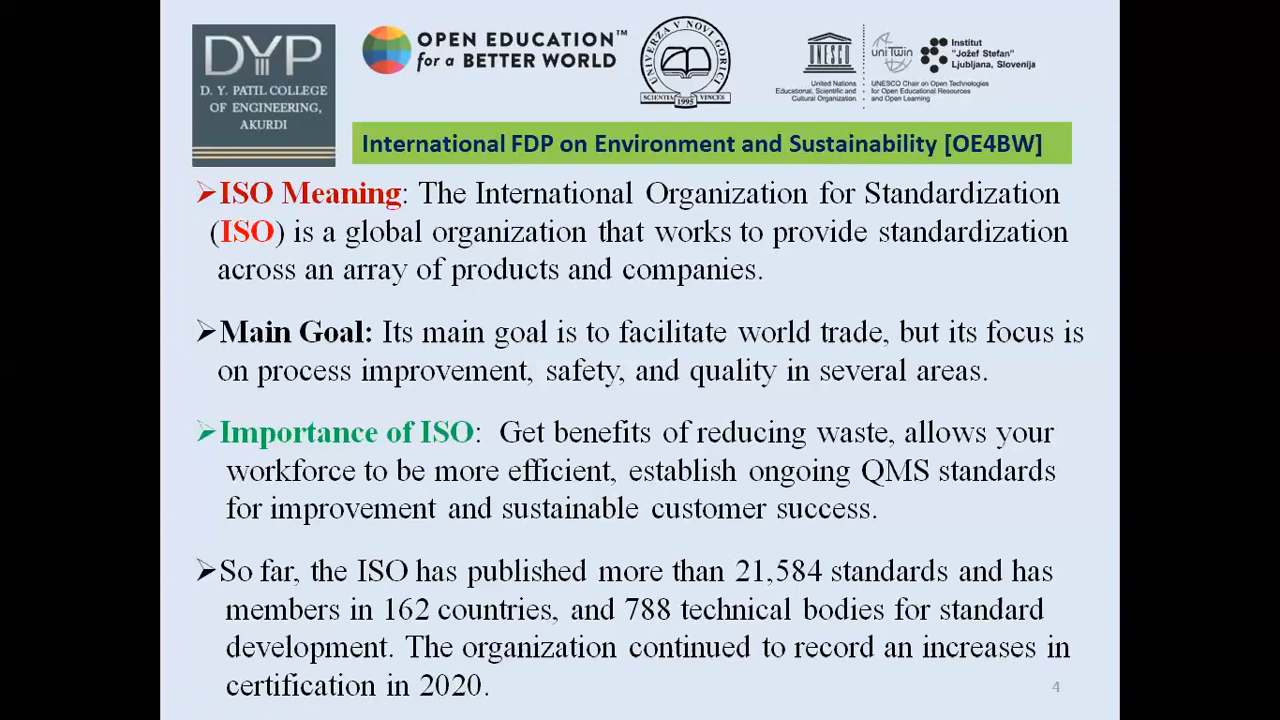 DYP
D. Y. PATIL COLLEGE
OF ENGINEERING,
AKURDI
OPEN EDUCATION™
for a BETTER WORLD
UNIVERZA V NOVI GORICI
SCIENTIA VINCES
1995
UNESCO
United Nations
Educational, Scientific and
Cultural Organization
uniTwin
Institut
"Jožef Stefan"
Ljubljana, Slovenija
UNESCO Chair on Open Technologies
for Open Educational Resources
and Open Learning
International FDP on Environment and Sustainability [OE4BW]
➢ISO Meaning: The International Organization for Standardization
(ISO) is a global organization that works to provide standardization
across an array of products and companies.
➢Main Goal: Its main goal is to facilitate world trade, but its focus is
on process improvement, safety, and quality in several areas.
➢Importance of ISO: Get benefits of reducing waste, allows your
workforce to be more efficient, establish ongoing QMS standards
for improvement and sustainable customer success.
➢So far, the ISO has published more than 21,584 standards and has
members in 162 countries, and 788 technical bodies for standard
development. The organization continued to record an increases in
certification in 2020.
4